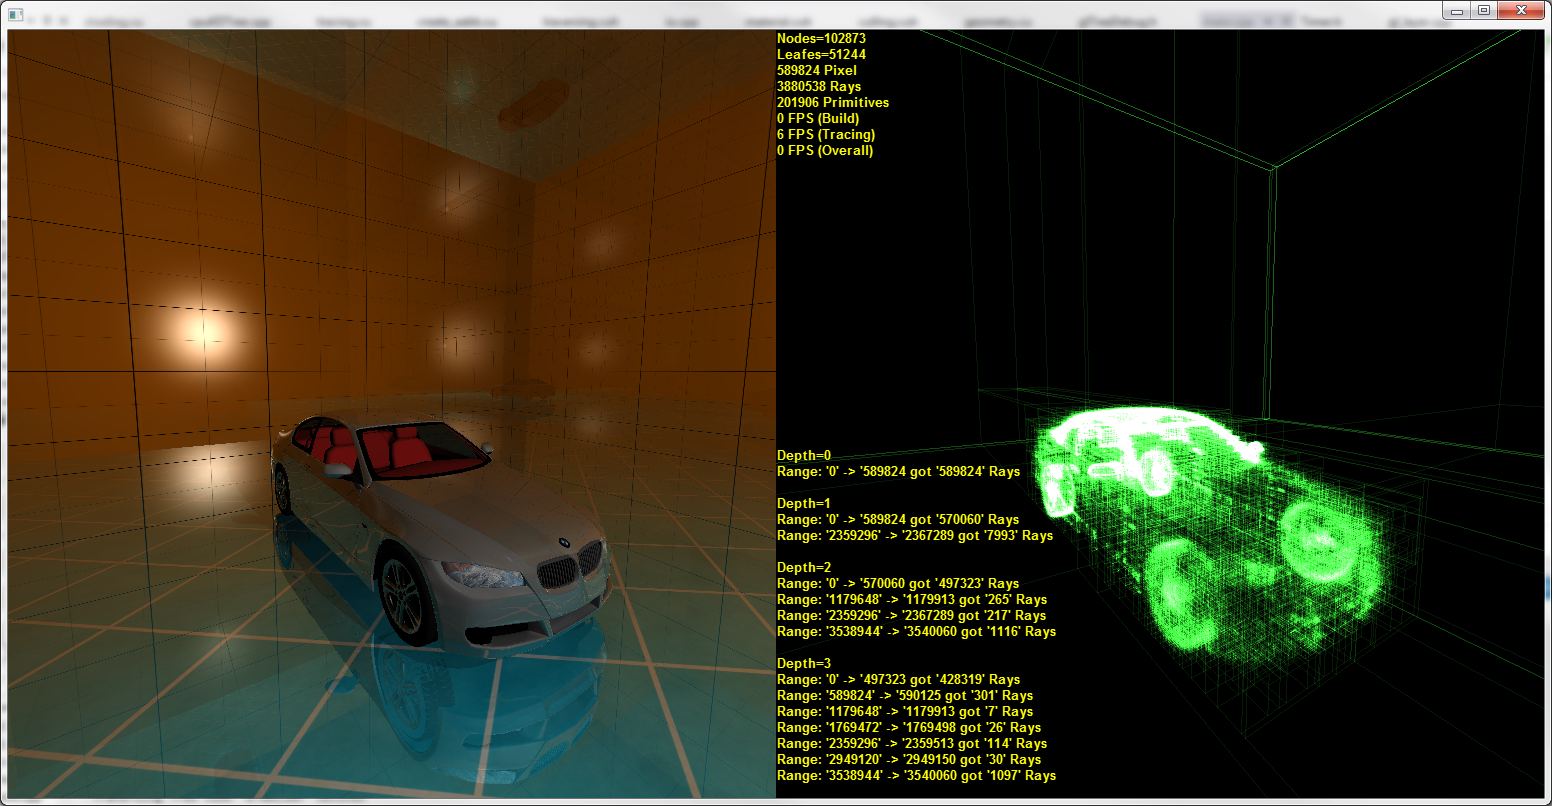 Nodes=102873
Leafes=51244
589824 Pixel
3880538 Rays
201906 Primitives
0 FPS (Build)
6 FPS (Tracing)
0 FPS (Overall)
Depth=0
Range: '0' -> '589824 got '589824' Rays
Depth=1
Range: '0' -> '589824 got '570060' Rays
Range: '2359296' -> '2367289 got '7993' Rays
Depth=2
Range: '0' -> '570060 got '497323' Rays
Range: '1179648' -> '1179913 got '265' Rays
Range: '2359296' -> '2367289 got '217' Rays
Range: '3538944' -> '3540060 got '1116' Rays
Depth=3
Range: '0' -> '497323 got '428319' Rays
Range: '589824' -> '590125 got '301' Rays
Range: '1179648' -> '1179913 got '7' Rays
Range: '1769472' -> '1769498 got '26' Rays
Range: '2359296' -> '2359513 got '114' Rays
Range: '2949120' -> '2949150 got '30' Rays
Range: '3538944' -> '3540060 got '1097' Rays